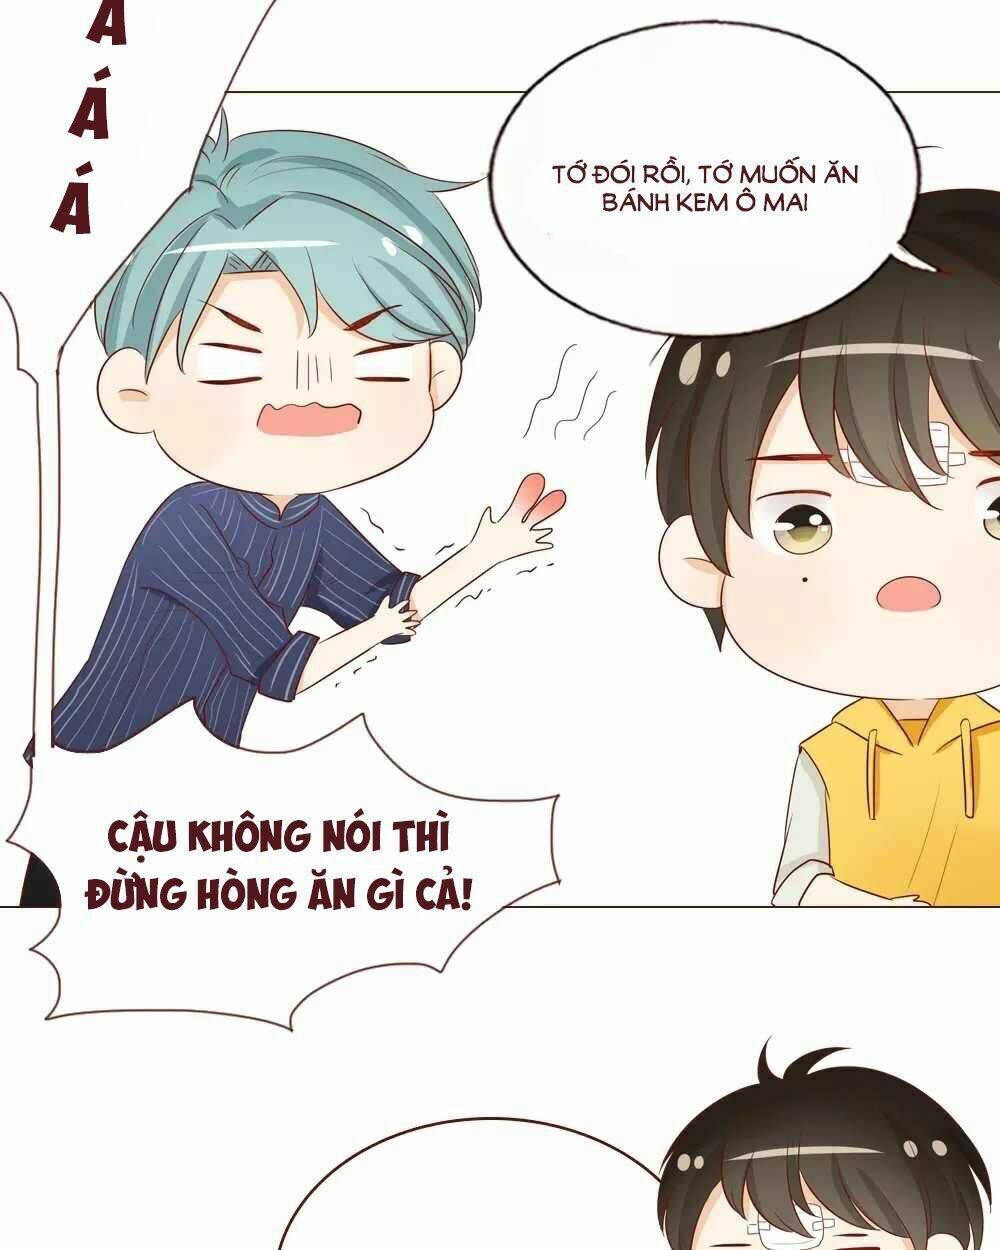 Á
Á
Á
TỚ ĐÓI RỒI, TỚ MUỐN ĂN
BÁNH KEM Ô MAI
CẬU KHÔNG NÓI THÌ
ĐỪNG HÒNG ĂN GÌ CẢ!